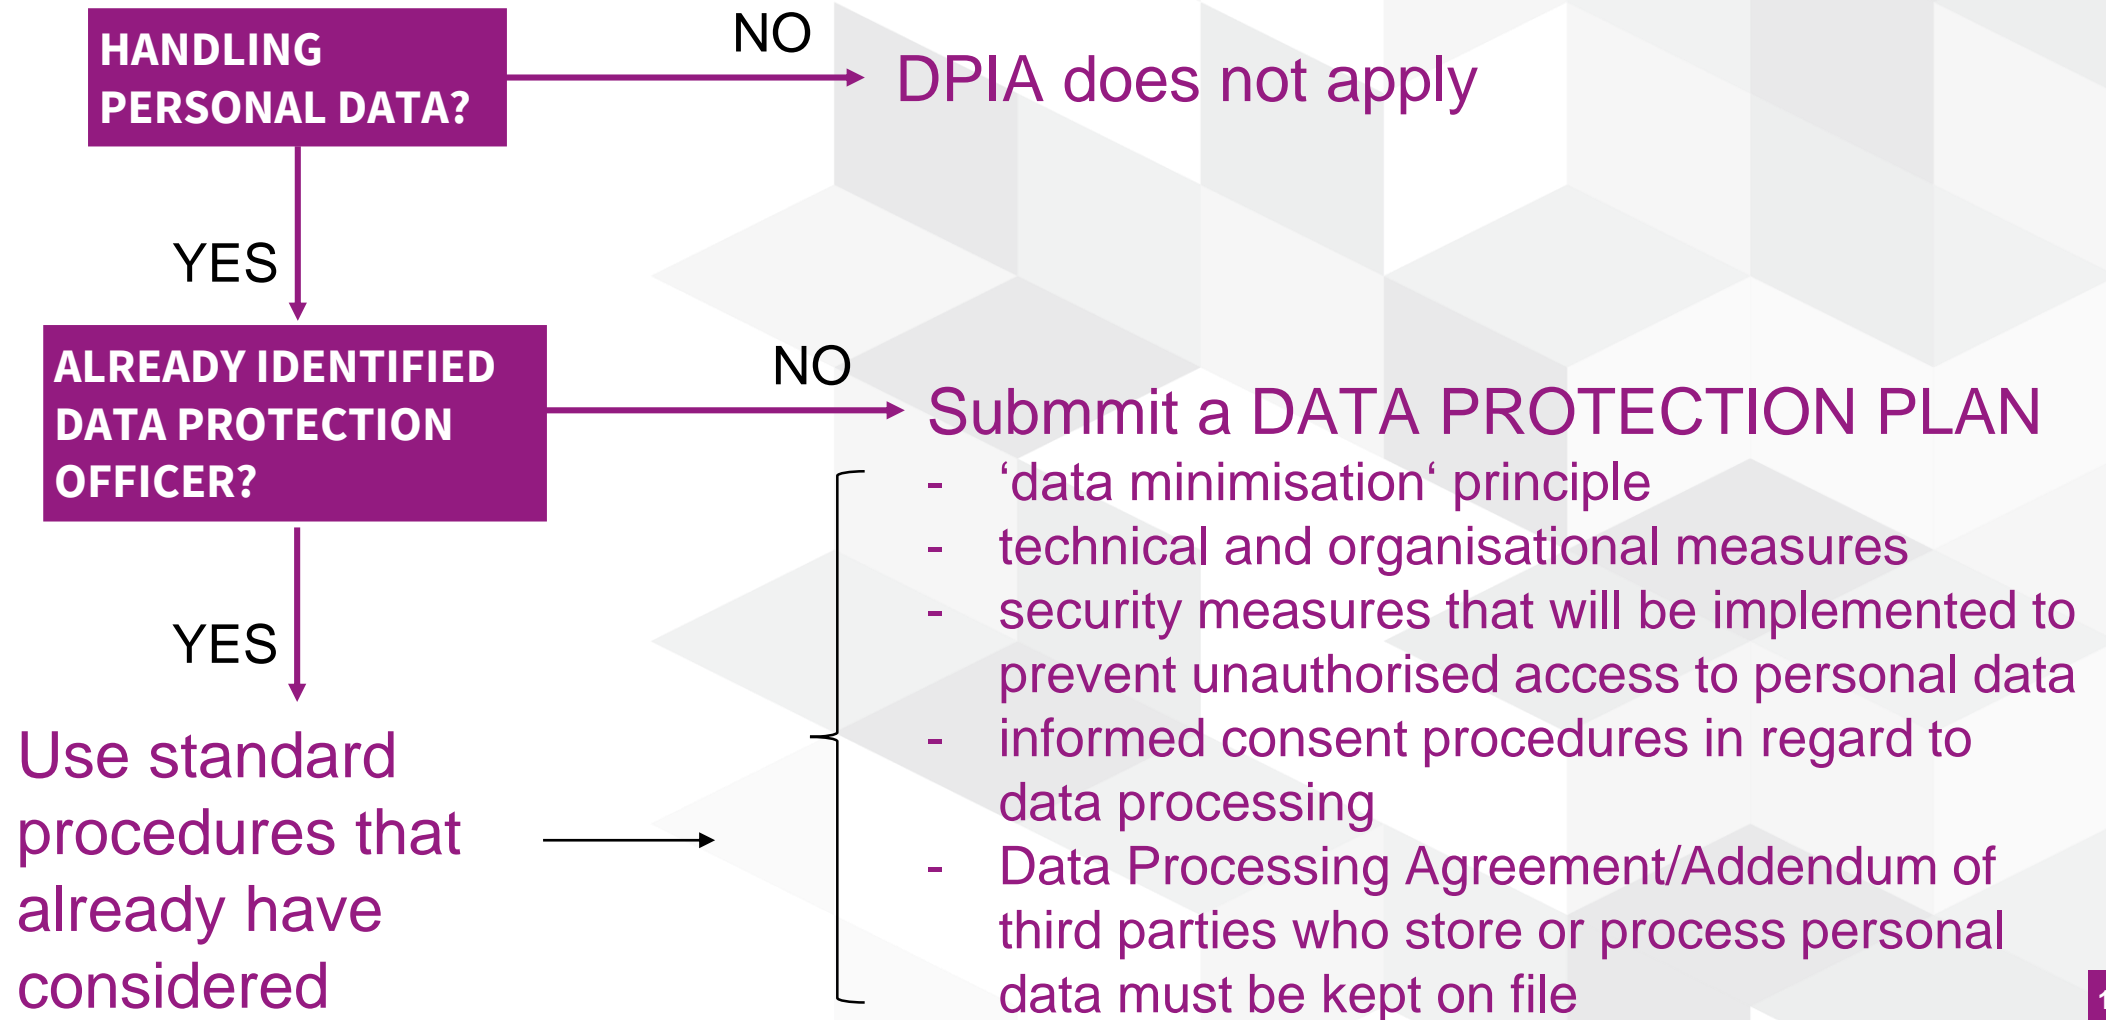 HANDLING
PERSONAL DATA?
NO
DPIA does not apply
YES
ALREADY IDENTIFIED
DATA PROTECTION
OFFICER?
NO
Submmit a DATA PROTECTION PLAN
- ‘data minimisation‘ principle
- technical and organisational measures
- security measures that will be implemented to
prevent unauthorised access to personal data
- informed consent procedures in regard to
data processing
- Data Processing Agreement/Addendum of
third parties who store or process personal
data must be kept on file
YES
Use standard
procedures that
already have
considered